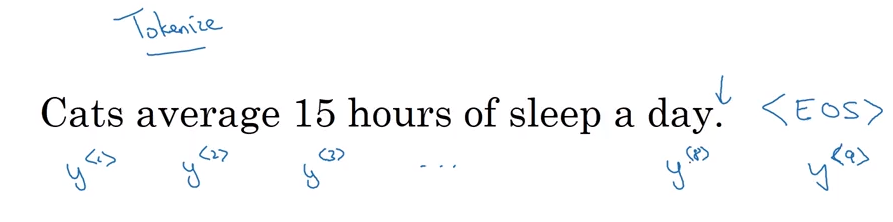 Tokenize
Cats average 15 hours of sleep a day. ↓ <EOS>
y<1> y<2> y<3> ... y<8> y<9>